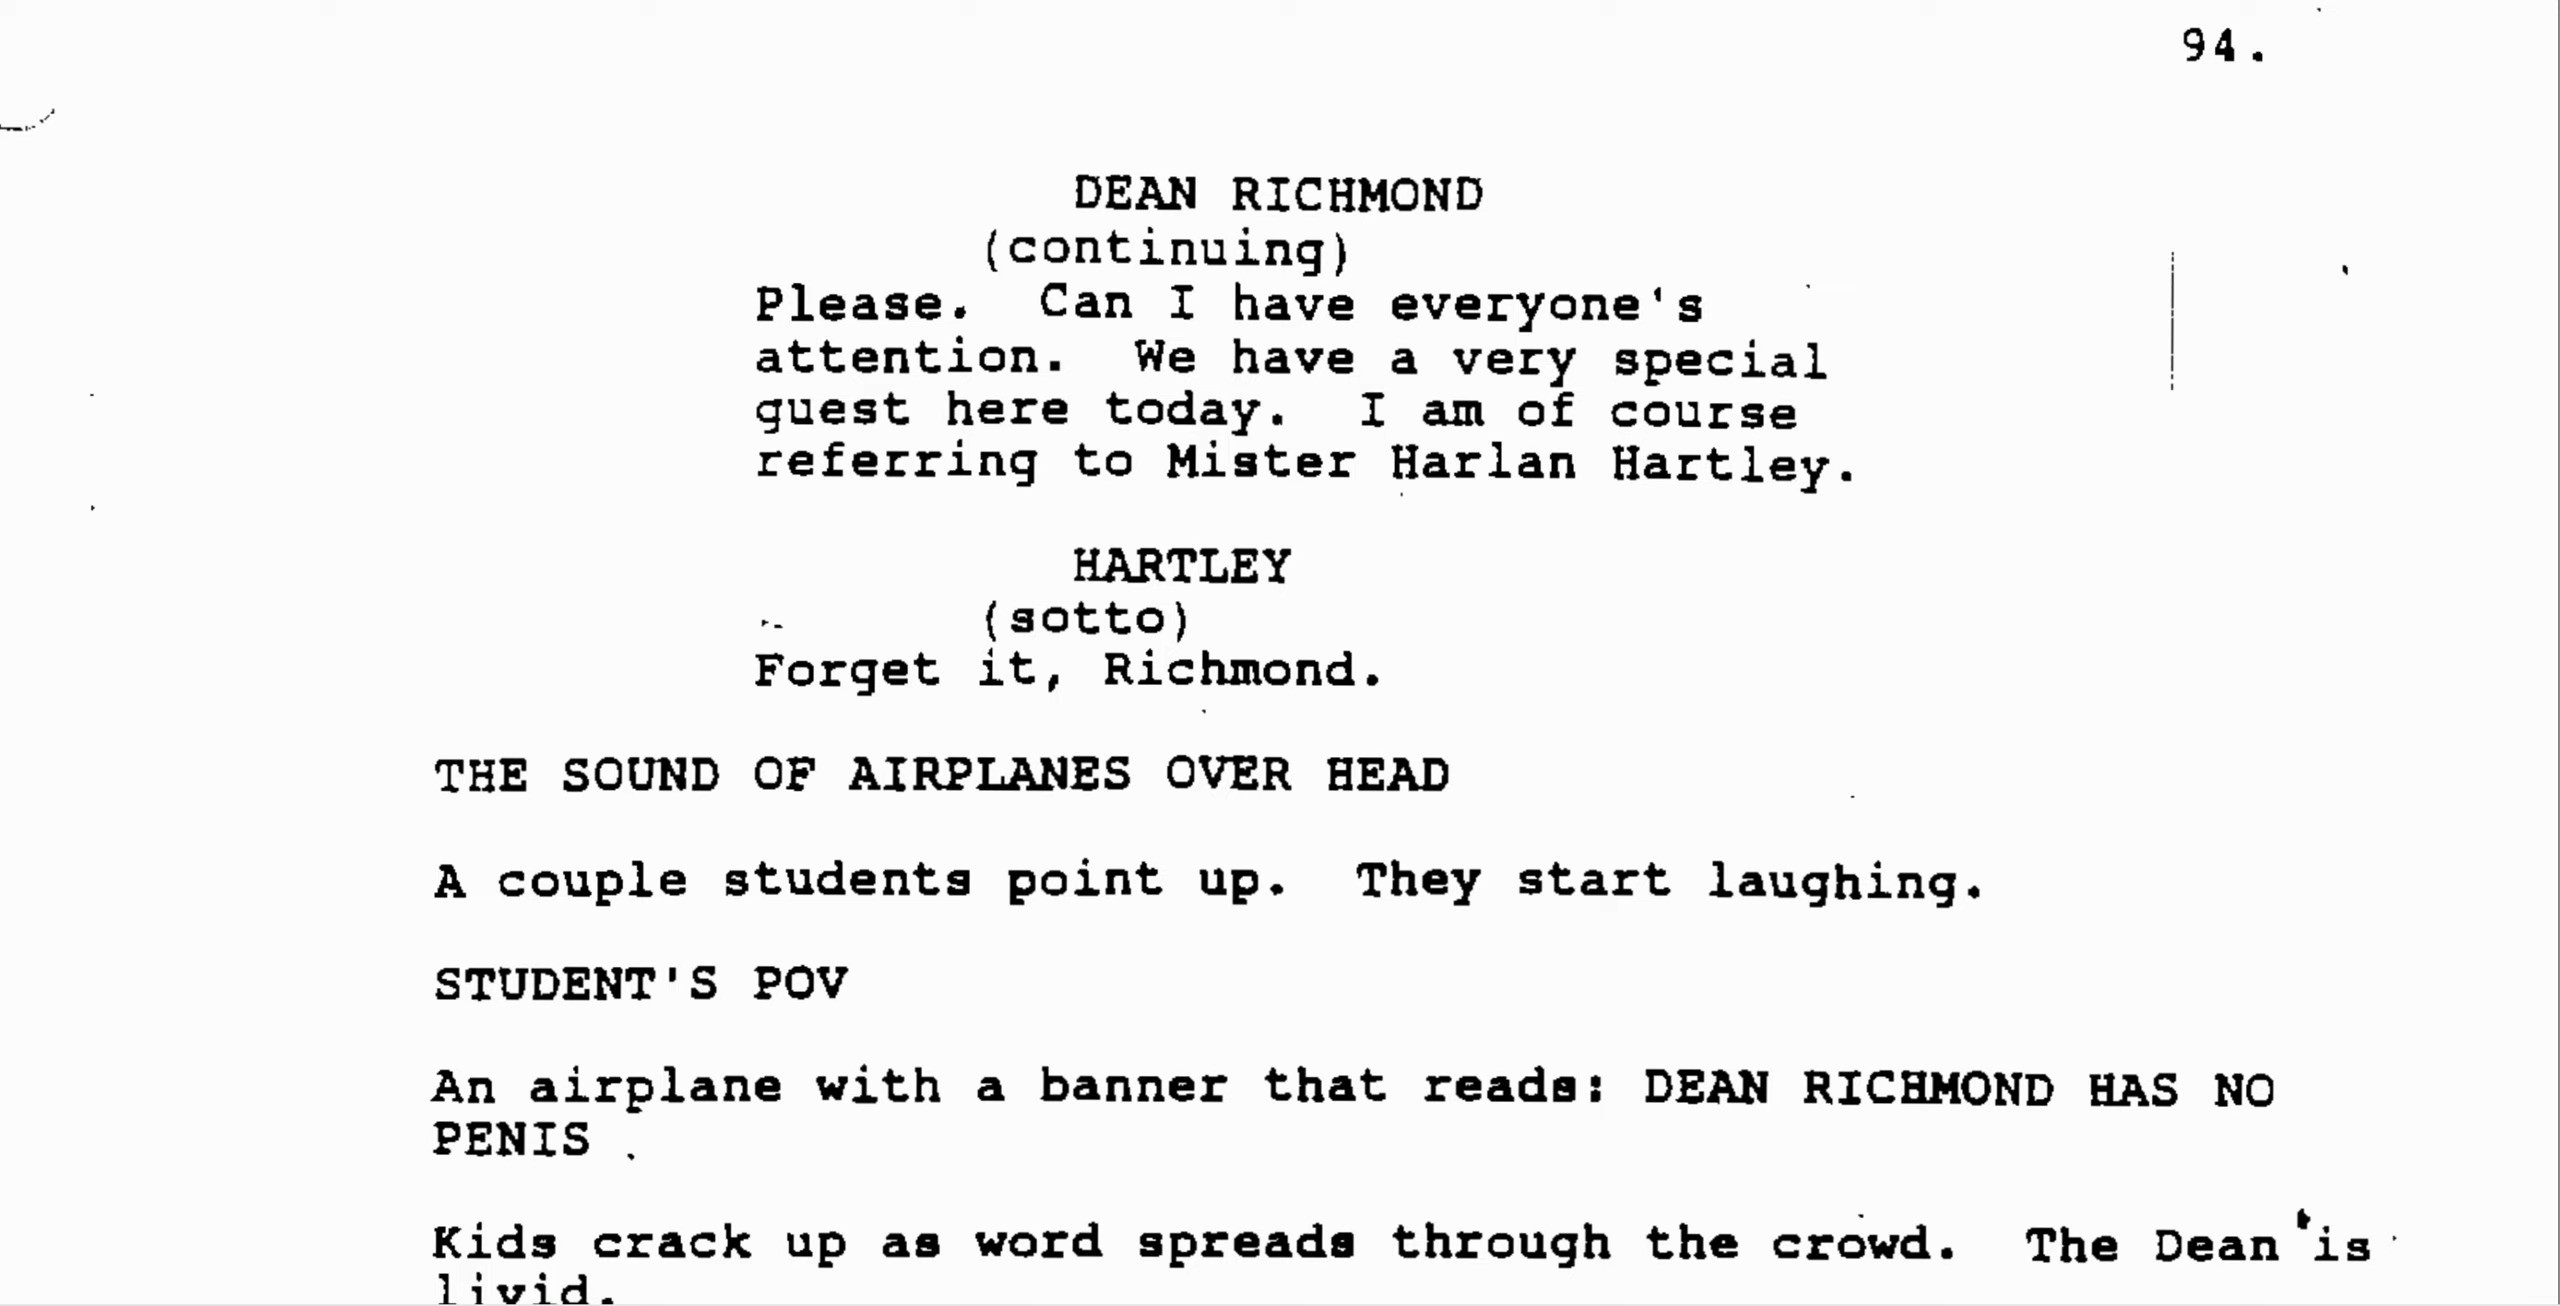 94.
DEAN RICHMOND
(continuing)
Please.  Can I have everyone's
attention.  We have a very special
guest here today.  I am of course
referring to Mister Harlan Hartley.
HARTLEY
(sotto)
Forget it, Richmond.
THE SOUND OF AIRPLANES OVER HEAD
A couple students point up.  They start laughing.
STUDENT'S POV
An airplane with a banner that reads: DEAN RICHMOND HAS NO
PENIS
Kids crack up as word spreads through the crowd.  The Dean is
livid.